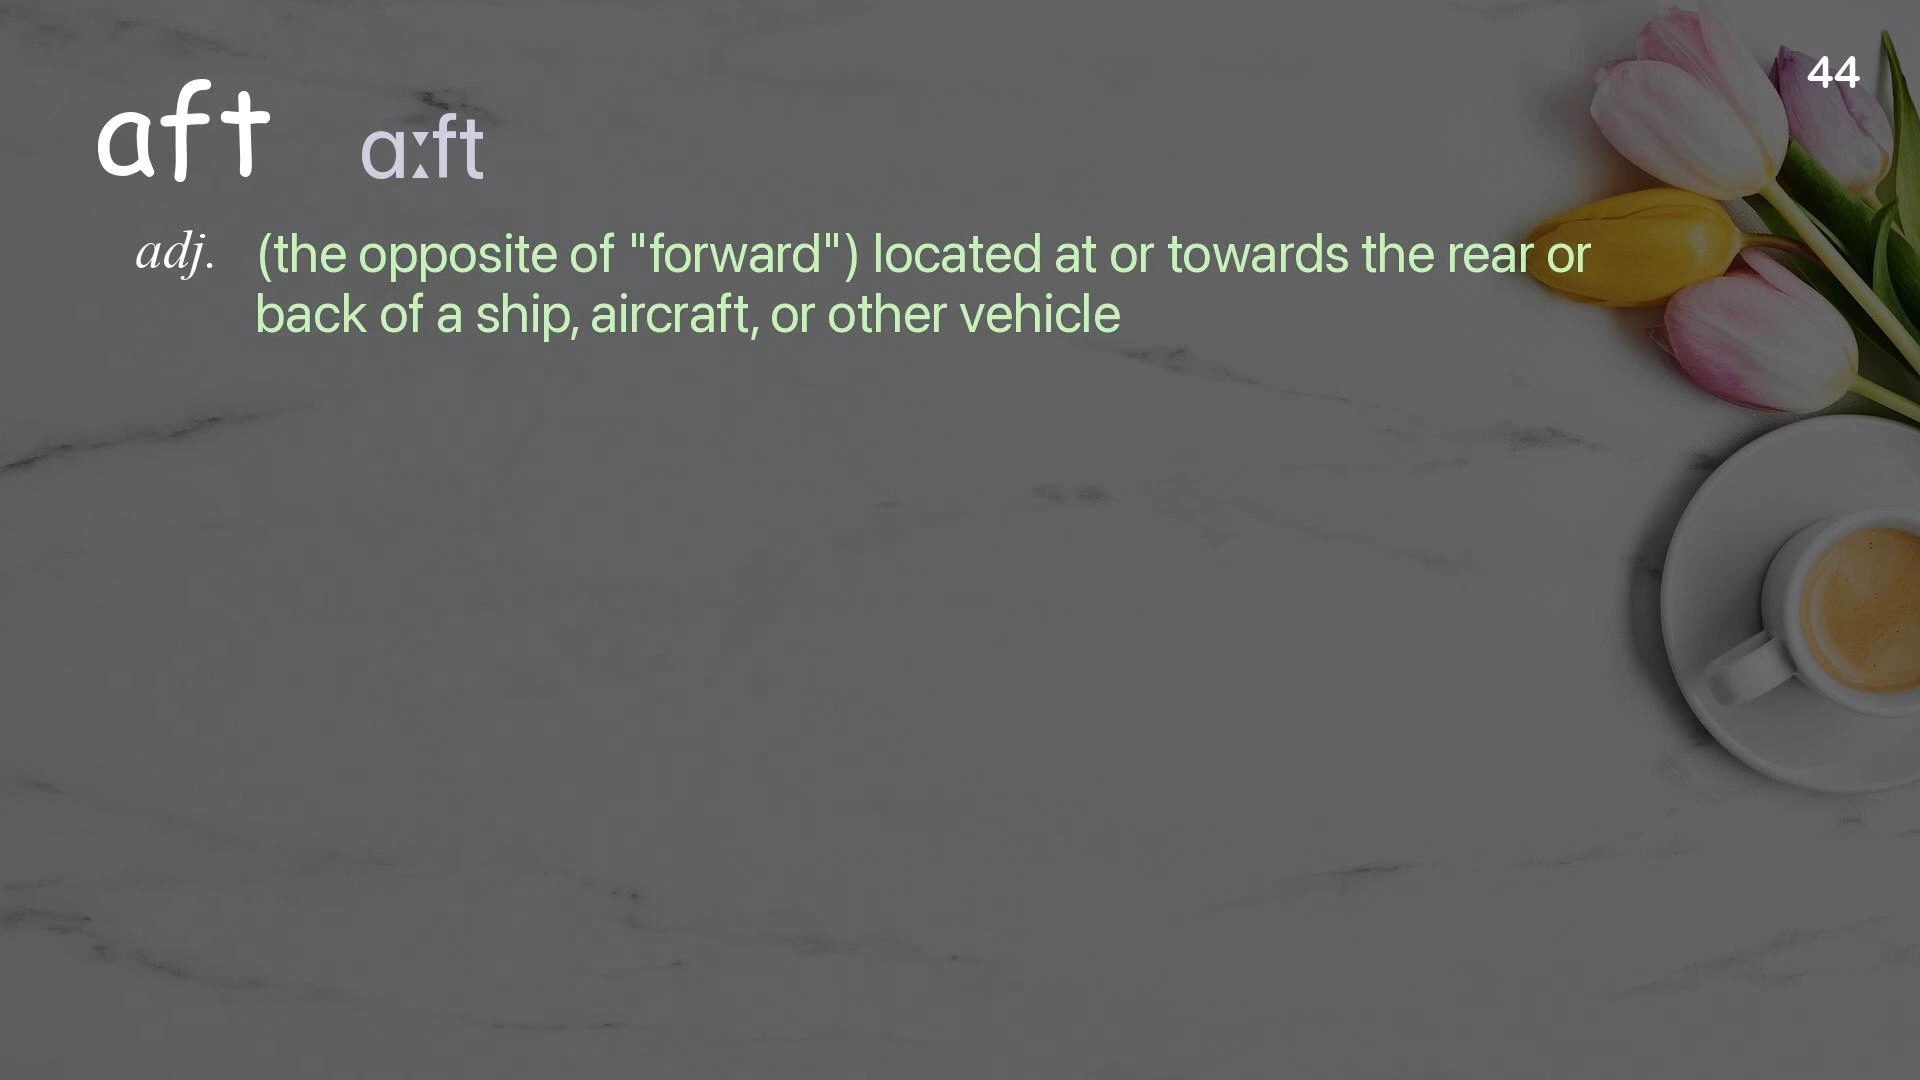 44
aft ɑːft
adj. (the opposite of "forward") located at or towards the rear or
back of a ship, aircraft, or other vehicle